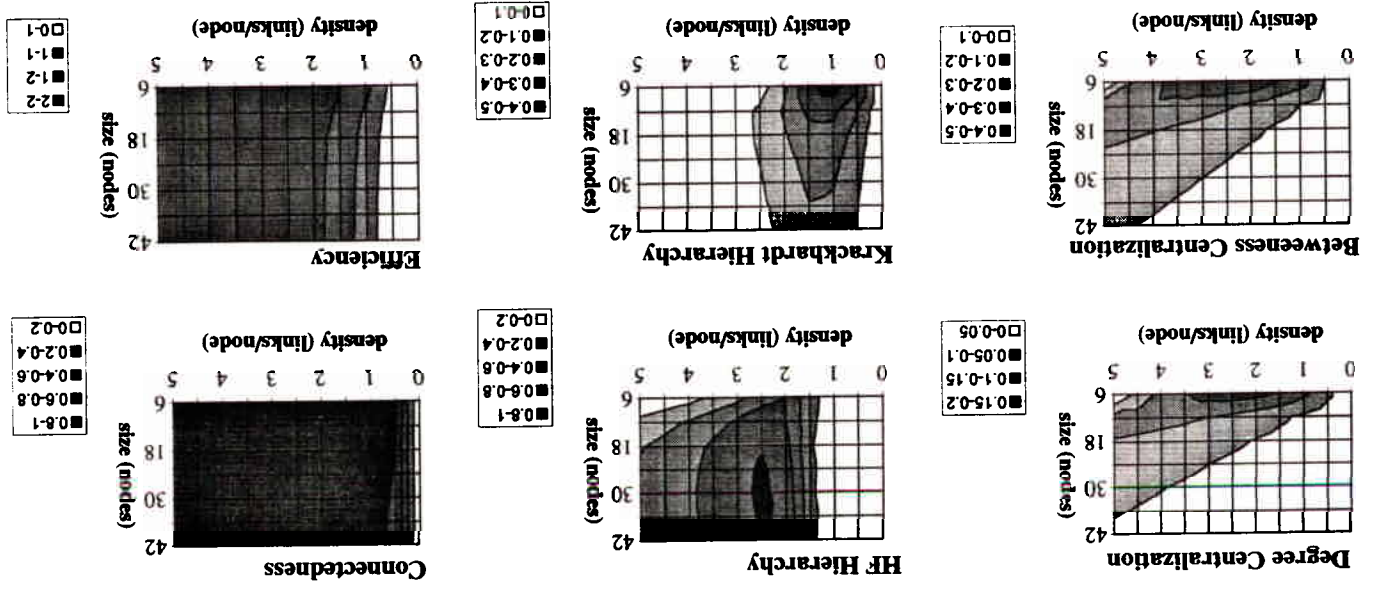 Degree Centralization
size (nodes)
42
30
18
6
0 1 2 3 4 5
density (links/node)
0.15-0.2
0.1-0.15
0.05-0.1
0-0.05
HF Hierarchy
size (nodes)
42
30
18
6
0 1 2 3 4 5
density (links/node)
0.8-1
0.6-0.8
0.4-0.6
0.2-0.4
0-0.2
Connectedness
size (nodes)
42
30
18
6
0 1 2 3 4 5
density (links/node)
0.8-1
0.6-0.8
0.4-0.6
0.2-0.4
0-0.2
Betweeness Centralization
size (nodes)
42
30
18
6
0 1 2 3 4 5
density (links/node)
0.4-0.5
0.3-0.4
0.2-0.3
0.1-0.2
0-0.1
Krackhardt Hierarchy
size (nodes)
42
30
18
6
0 1 2 3 4 5
density (links/node)
0.4-0.5
0.3-0.4
0.2-0.3
0.1-0.2
0-0.1
Efficiency
size (nodes)
42
30
18
6
0 1 2 3 4 5
density (links/node)
2-2
1-2
1-1
0-1